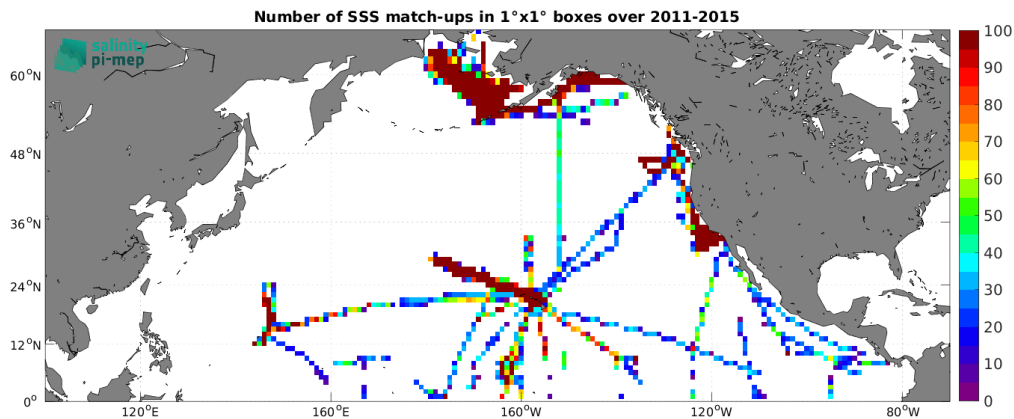 Number of SSS match-ups in 1°x1° boxes over 2011-2015
salinity
pi-mep
60°N
48°N
36°N
24°N
12°N
0°
120°E
160°E
160°W
120°W
80°W
100
90
80
70
60
50
40
30
20
10
0